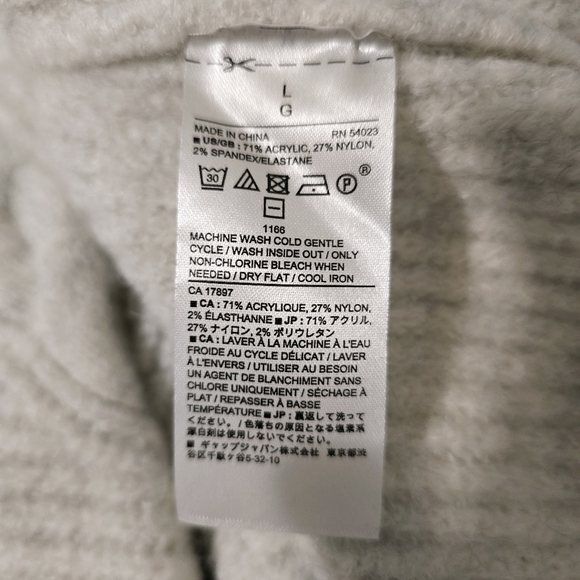 L
G
MADE IN CHINA RN 54023
■ US/GB : 71% ACRYLIC, 27% NYLON,
2% SPANDEX/ELASTANE
30 P ®
1166
MACHINE WASH COLD GENTLE
CYCLE / WASH INSIDE OUT / ONLY
NON-CHLORINE BLEACH WHEN
NEEDED / DRY FLAT / COOL IRON
CA 17897
■ CA : 71% ACRYLIQUE, 27% NYLON,
2% ÉLASTHANNE ■ JP : 71% アクリル,
27% ナイロン, 2% ポリウレタン
■ CA : LAVER À LA MACHINE À L'EAU
FROIDE AU CYCLE DÉLICAT / LAVER
À L'ENVERS / UTILISER AU BESOIN
UN AGENT DE BLANCHIMENT SANS
CHLORE UNIQUEMENT / SÉCHAGE À
PLAT / REPASSER À BASSE
TEMPÉRATURE ■ JP : 裏返して洗って
ください。/ 色落ちの原因となる塩素系
漂白剤は使用しないでください。
■ ギャップジャパン株式会社 東京都渋
谷区千駄ケ谷5-32-10